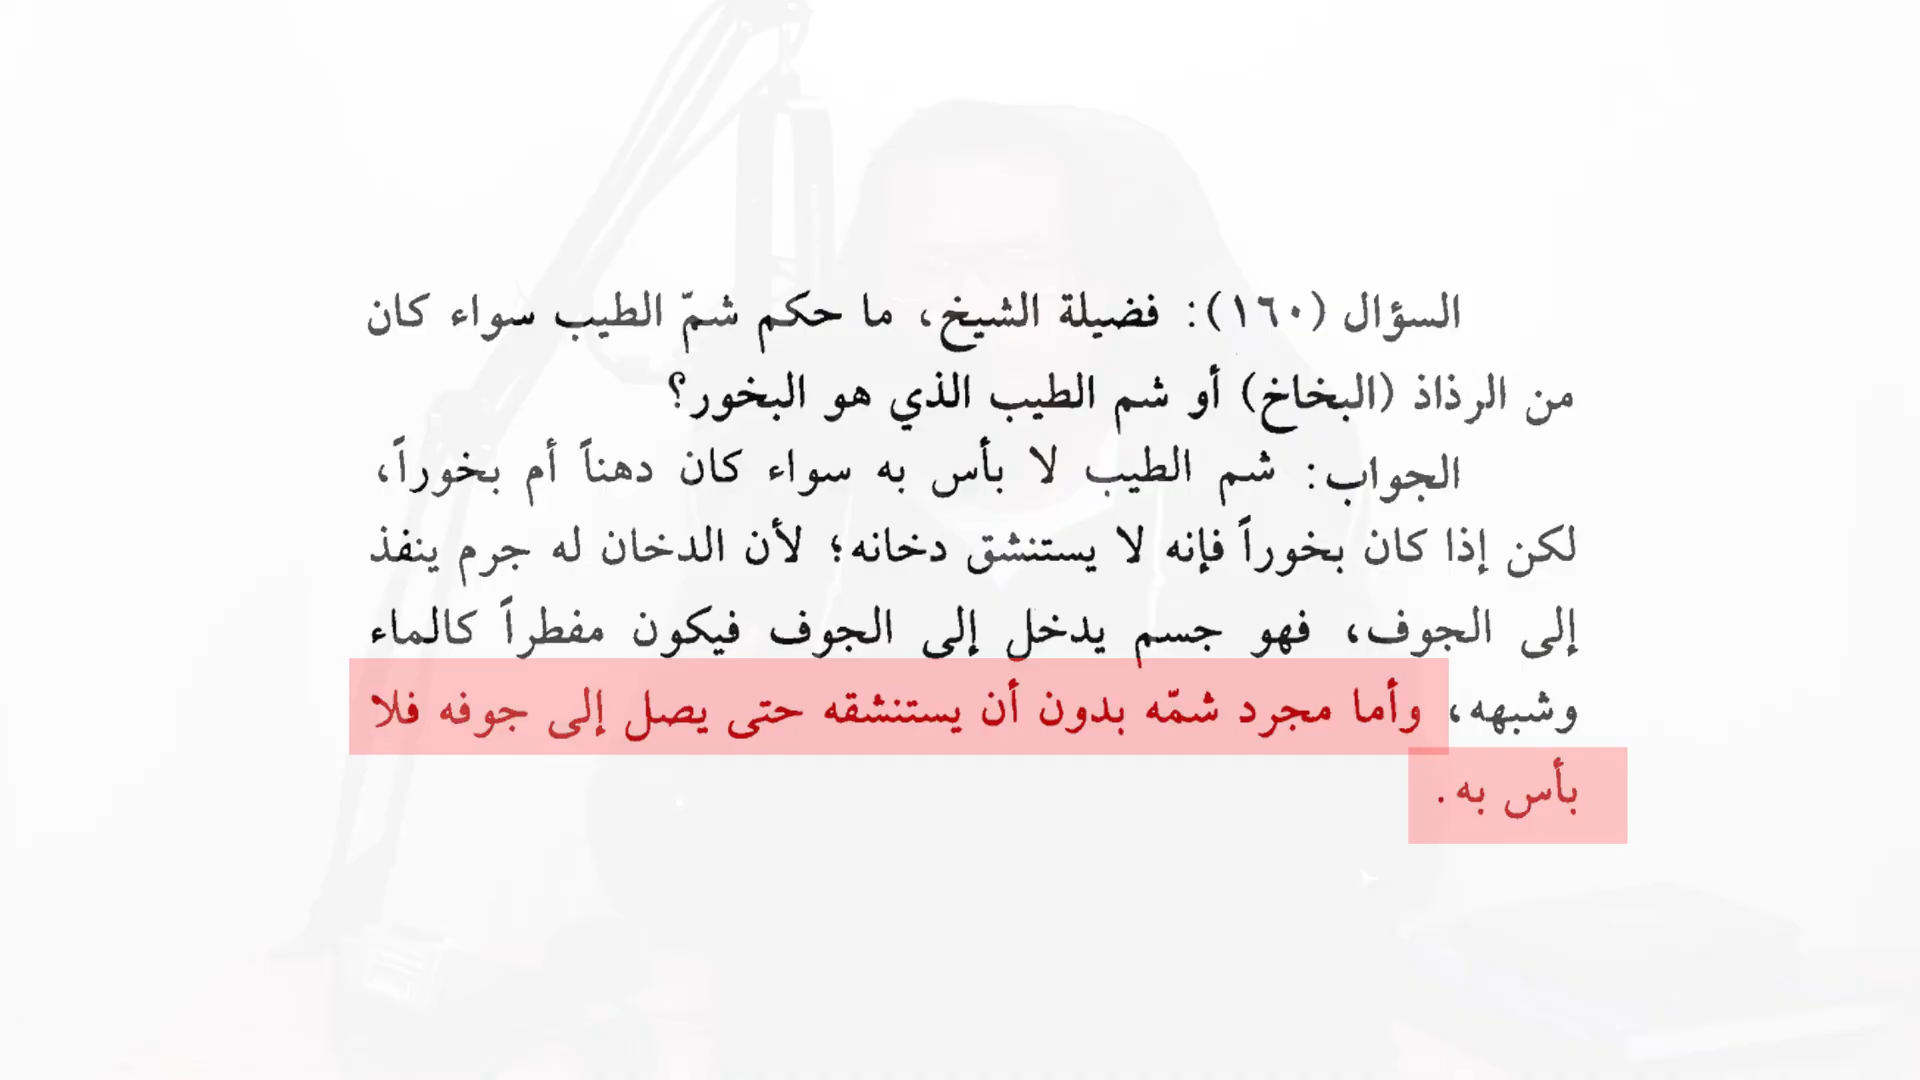 السؤال (١٦٠): فضيلة الشيخ، ما حكم شمّ الطيب سواء كان
من الرذاذ (البخاخ) أو شم الطيب الذي هو البخور؟
الجواب: شم الطيب لا بأس به سواء كان دهناً أم بخوراً،
لكن إذا كان بخوراً فإنه لا يستنشق دخانه؛ لأن الدخان له جرم ينفذ
إلى الجوف، فهو جسم يدخل إلى الجوف فيكون مفطراً كالماء
وشبهه، وأما مجرد شمّه بدون أن يستنشقه حتى يصل إلى جوفه فلا
بأس به.